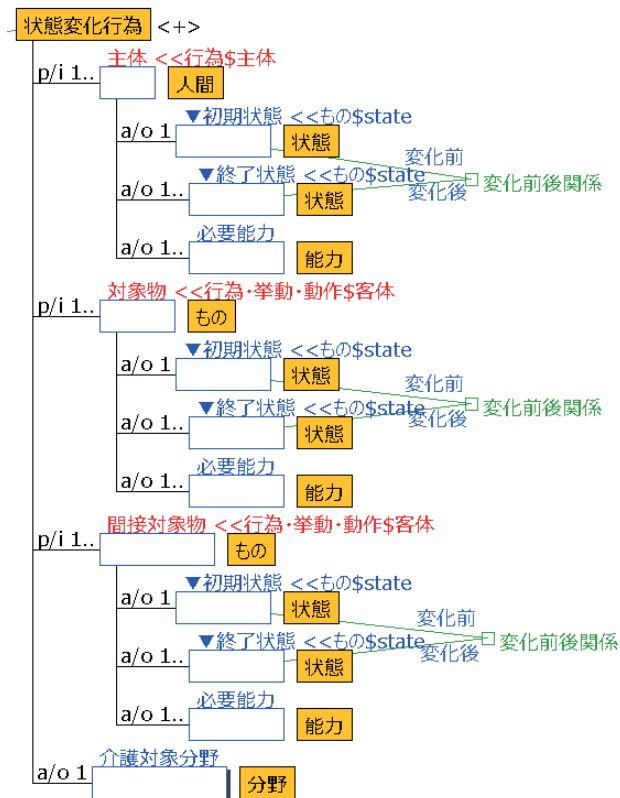 状態変化行為 <+>
主体 <<行為$主体
p/i 1..
人間
▼初期状態 <<もの$state
a/o 1
状態
変化前
▼終了状態 <<もの$state
変化前後関係
a/o 1..
状態
変化後
必要能力
a/o 1..
能力
対象物 <<行為・挙動・動作$客体
p/i 1..
もの
▼初期状態 <<もの$state
a/o 1
状態
変化前
▼終了状態 <<もの$state
変化前後関係
a/o 1..
状態
変化後
必要能力
a/o 1..
能力
間接対象物 <<行為・挙動・動作$客体
p/i 1..
もの
▼初期状態 <<もの$state
a/o 1
状態
変化前
▼終了状態 <<もの$state
変化前後関係
a/o 1..
状態
変化後
必要能力
a/o 1..
能力
介護対象分野
a/o 1
分野